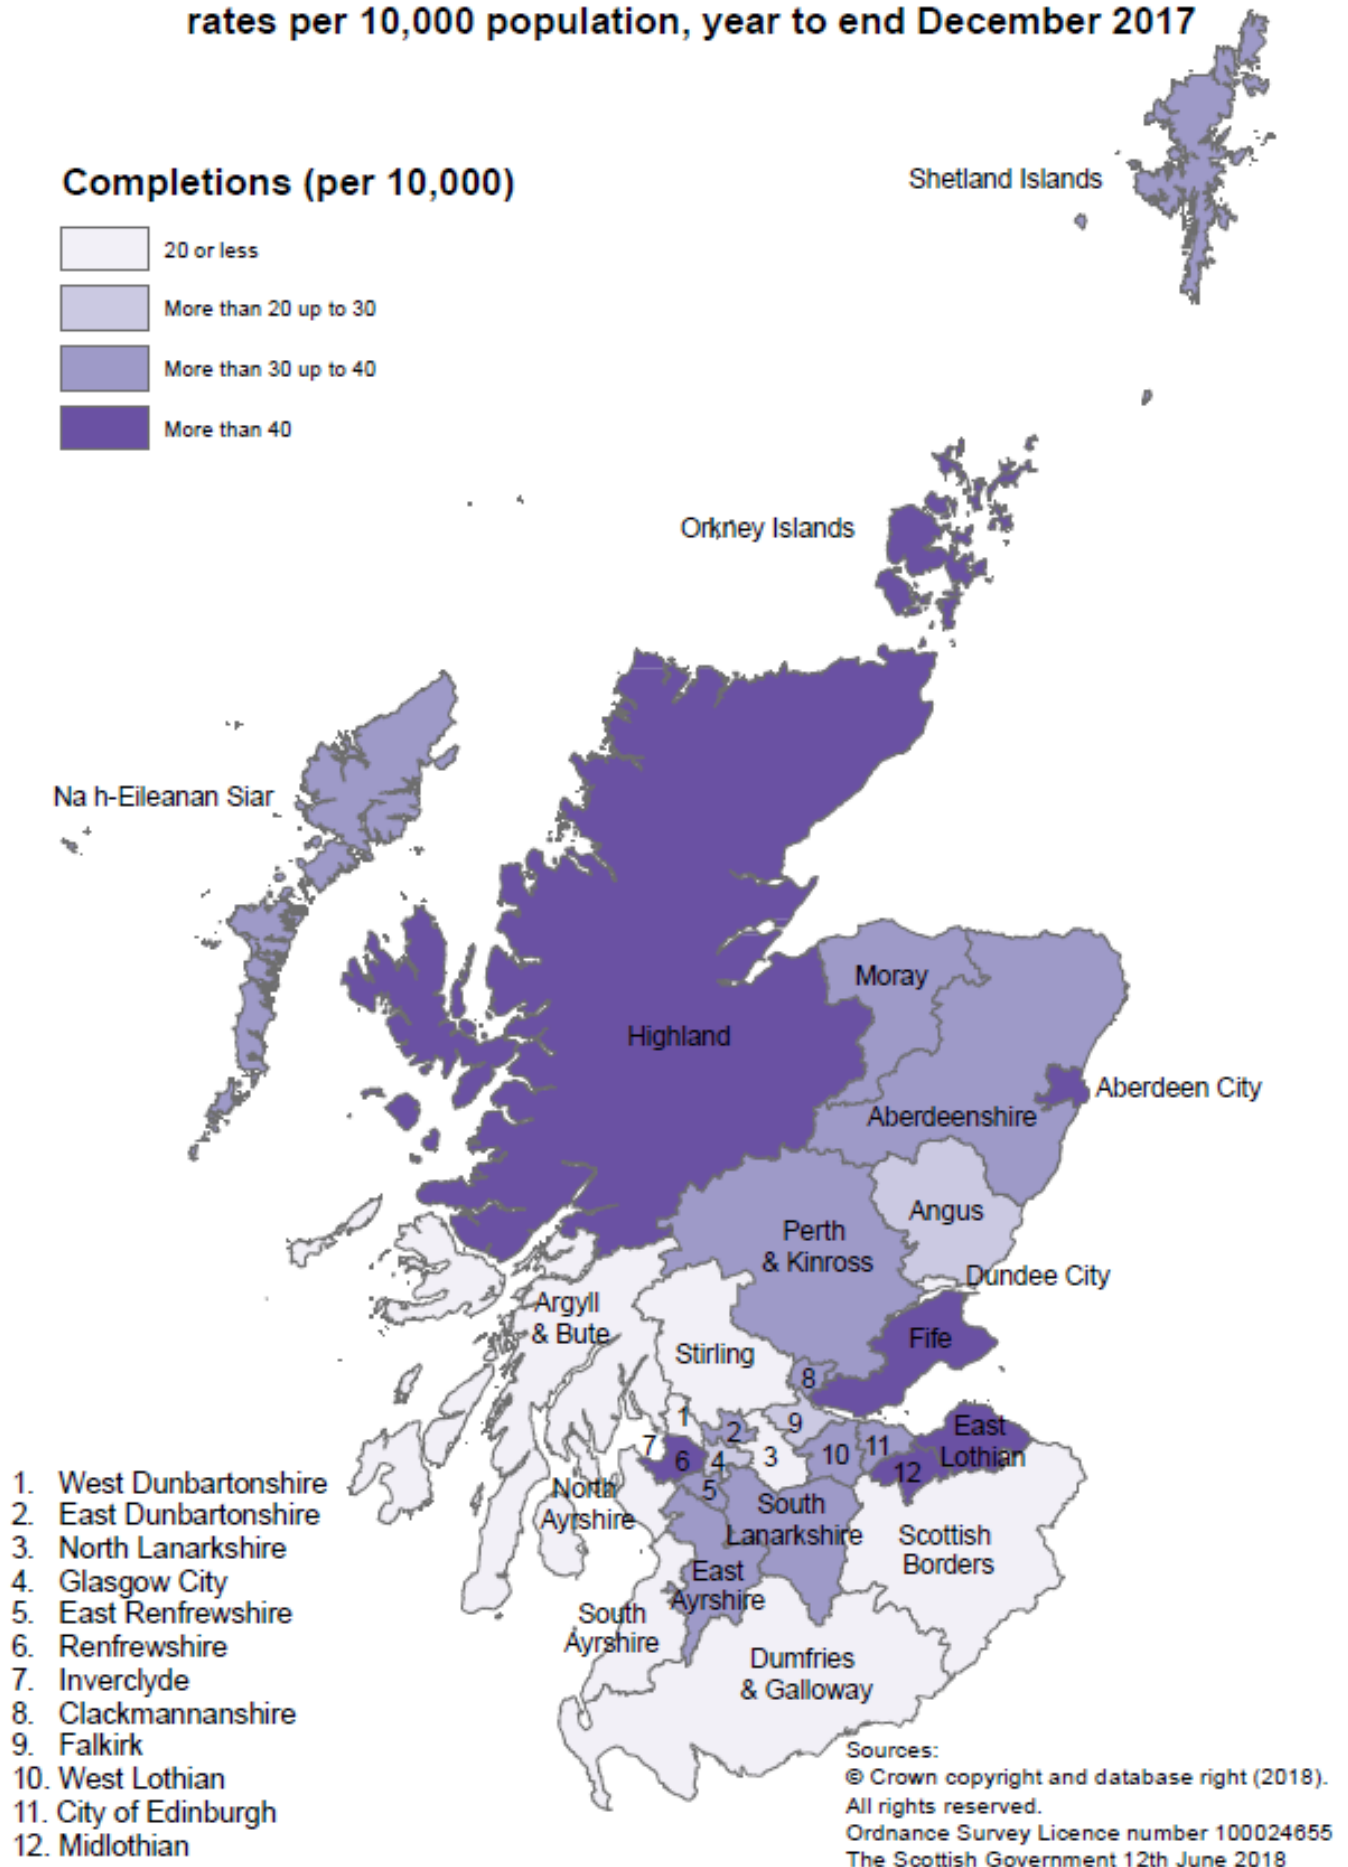 rates per 10,000 population, year to end December 2017
Completions (per 10,000)
20 or less
More than 20 up to 30
More than 30 up to 40
More than 40
Shetland Islands
Orkney Islands
Na h-Eileanan Siar
Moray
Highland
Aberdeen City
Aberdeenshire
Angus
Perth
& Kinross
Dundee City
Argyll
& Bute
Fife
Stirling
8
1
2
9
East
Lothian
7
6
4
3
10
11
12
5
North
Ayrshire
South
Lanarkshire
Scottish
Borders
East
Ayrshire
South
Ayrshire
Dumfries
& Galloway
1. West Dunbartonshire
2. East Dunbartonshire
3. North Lanarkshire
4. Glasgow City
5. East Renfrewshire
6. Renfrewshire
7. Inverclyde
8. Clackmannanshire
9. Falkirk
10. West Lothian
11. City of Edinburgh
12. Midlothian
Sources:
© Crown copyright and database right (2018).
All rights reserved.
Ordnance Survey Licence number 100024655
The Scottish Government 12th June 2018